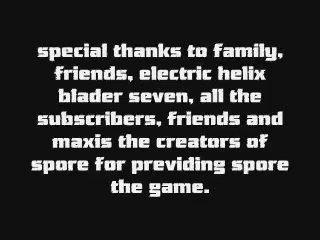 special thanks to family,
friends, electric helix
blader seven, all the
subscribers, friends and
maxis the creators of
spore for previding spore
the game.